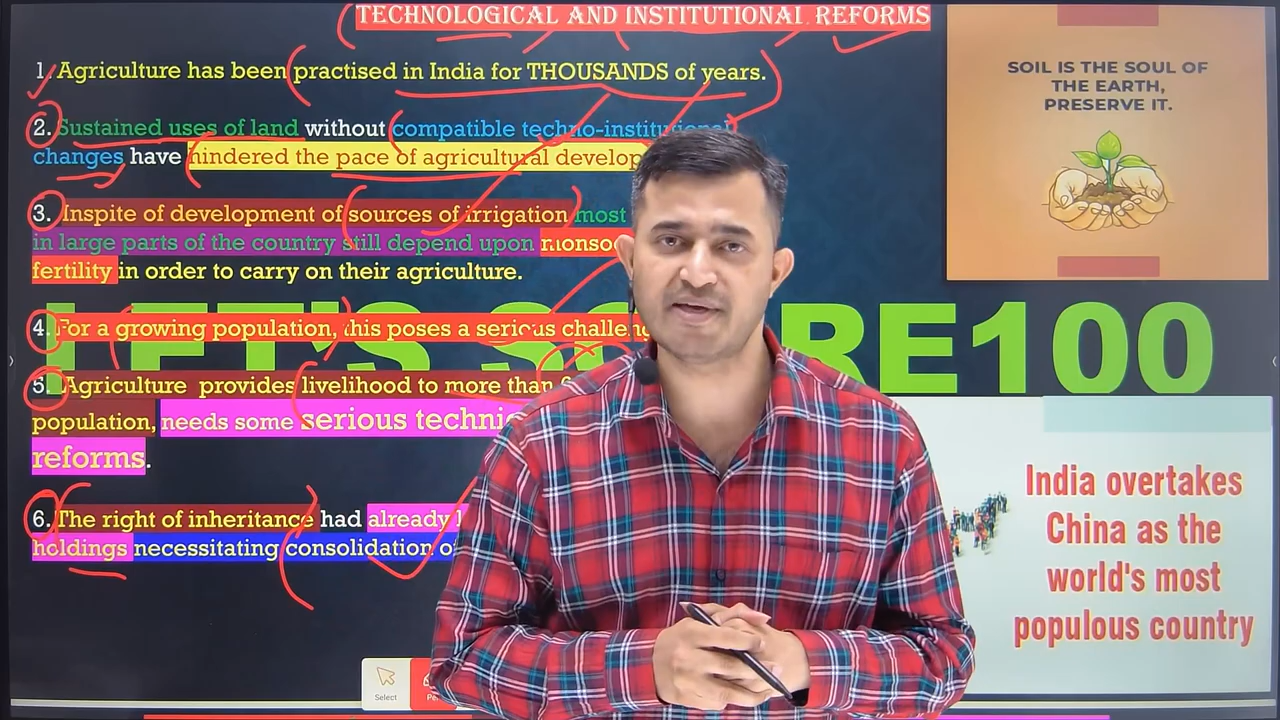 TECHNOLOGICAL AND INSTITUTIONAL REFORMS
1. Agriculture has been practised in India for THOUSANDS of years.
2. Sustained uses of land without compatible techno-institutional
changes have hindered the pace of agricultural develop
3. Inspite of development of sources of irrigation most
in large parts of the country still depend upon monsoo
fertility in order to carry on their agriculture.
4. For a growing population, this poses a serious challeng
5. Agriculture provides livelihood to more than
population, needs some serious technic
reforms.
6. The right of inheritance had already
holdings necessitating consolidation of
LET'S SCORE100
SOIL IS THE SOUL OF
THE EARTH,
PRESERVE IT.
India overtakes
China as the
world's most
populous country
Select